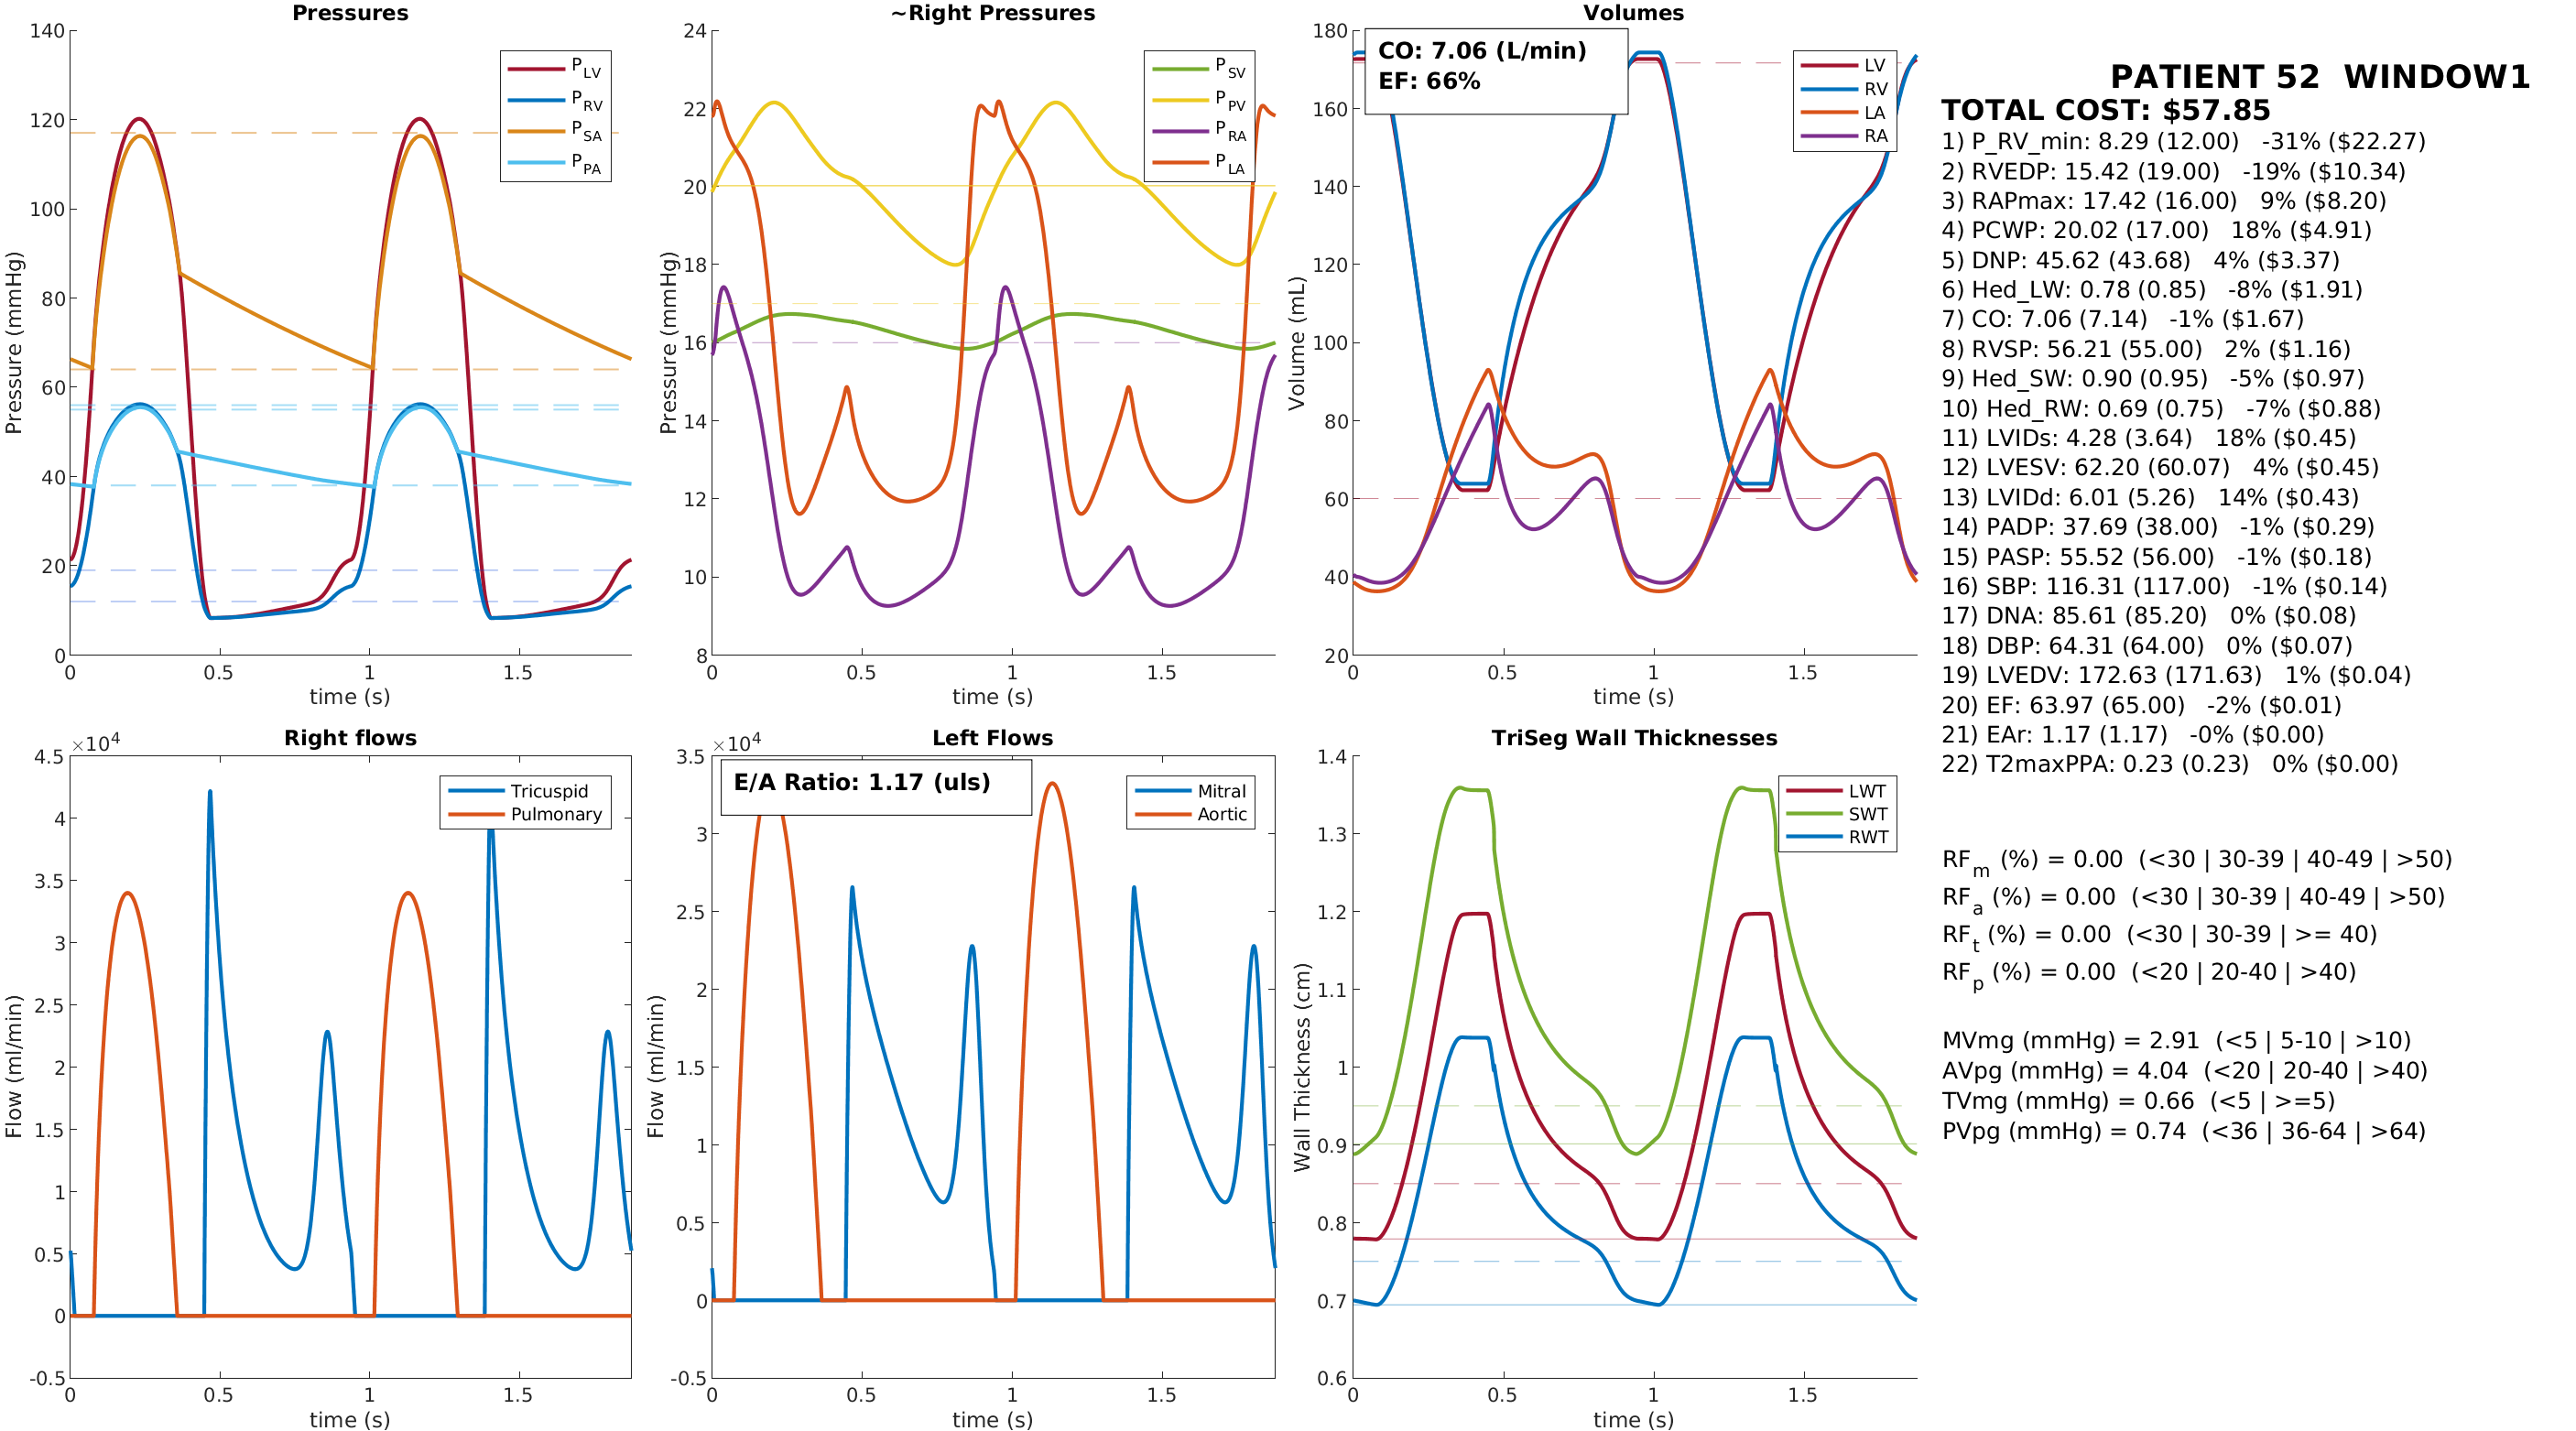 Pressures
140
120
100
80
60
40
20
0
Pressure (mmHg)
0 0.5 1 1.5
time (s)
P_LV
P_RV
P_SA
P_PA
~Right Pressures
24
22
20
18
16
14
12
10
8
Pressure (mmHg)
0 0.5 1 1.5
time (s)
P_SV
P_PV
P_RA
P_LA
Volumes
180
160
140
120
100
80
60
40
20
Volume (mL)
0 0.5 1 1.5
time (s)
CO: 7.06 (L/min)
EF: 66%
LV
RV
LA
RA
PATIENT 52 WINDOW1
TOTAL COST: $57.85
1) P_RV_min: 8.29 (12.00) -31% ($22.27)
2) RVEDP: 15.42 (19.00) -19% ($10.34)
3) RAPmax: 17.42 (16.00) 9% ($8.20)
4) PCWP: 20.02 (17.00) 18% ($4.91)
5) DNP: 45.62 (43.68) 4% ($3.37)
6) Hed_LW: 0.78 (0.85) -8% ($1.91)
7) CO: 7.06 (7.14) -1% ($1.67)
8) RVSP: 56.21 (55.00) 2% ($1.16)
9) Hed_SW: 0.90 (0.95) -5% ($0.97)
10) Hed_RW: 0.69 (0.75) -7% ($0.88)
11) LVIDs: 4.28 (3.64) 18% ($0.45)
12) LVESV: 62.20 (60.07) 4% ($0.45)
13) LVIDd: 6.01 (5.26) 14% ($0.43)
14) PADP: 37.69 (38.00) -1% ($0.29)
15) PASP: 55.52 (56.00) -1% ($0.18)
16) SBP: 116.31 (117.00) -1% ($0.14)
17) DNA: 85.61 (85.20) 0% ($0.08)
18) DBP: 64.31 (64.00) 0% ($0.07)
19) LVEDV: 172.63 (171.63) 1% ($0.04)
20) EF: 63.97 (65.00) -2% ($0.01)
21) EAr: 1.17 (1.17) -0% ($0.00)
22) T2maxPPA: 0.23 (0.23) 0% ($0.00)
RF_m (%) = 0.00 (<30 | 30-39 | 40-49 | >50)
RF_a (%) = 0.00 (<30 | 30-39 | 40-49 | >50)
RF_t (%) = 0.00 (<30 | 30-39 | >= 40)
RF_p (%) = 0.00 (<20 | 20-40 | >40)
MVmg (mmHg) = 2.91 (<5 | 5-10 | >10)
AVpg (mmHg) = 4.04 (<20 | 20-40 | >40)
TVmg (mmHg) = 0.66 (<5 | >=5)
PVpg (mmHg) = 0.74 (<36 | 36-64 | >64)
Right flows
×10^4
4.5
4
3.5
3
2.5
2
1.5
1
0.5
0
-0.5
Flow (ml/min)
0 0.5 1 1.5
time (s)
Tricuspid
Pulmonary
Left Flows
×10^4
3.5
3
2.5
2
1.5
1
0.5
0
-0.5
Flow (ml/min)
0 0.5 1 1.5
time (s)
E/A Ratio: 1.17 (uls)
Mitral
Aortic
TriSeg Wall Thicknesses
1.4
1.3
1.2
1.1
1
0.9
0.8
0.7
0.6
Wall Thickness (cm)
0 0.5 1 1.5
time (s)
LWT
SWT
RWT